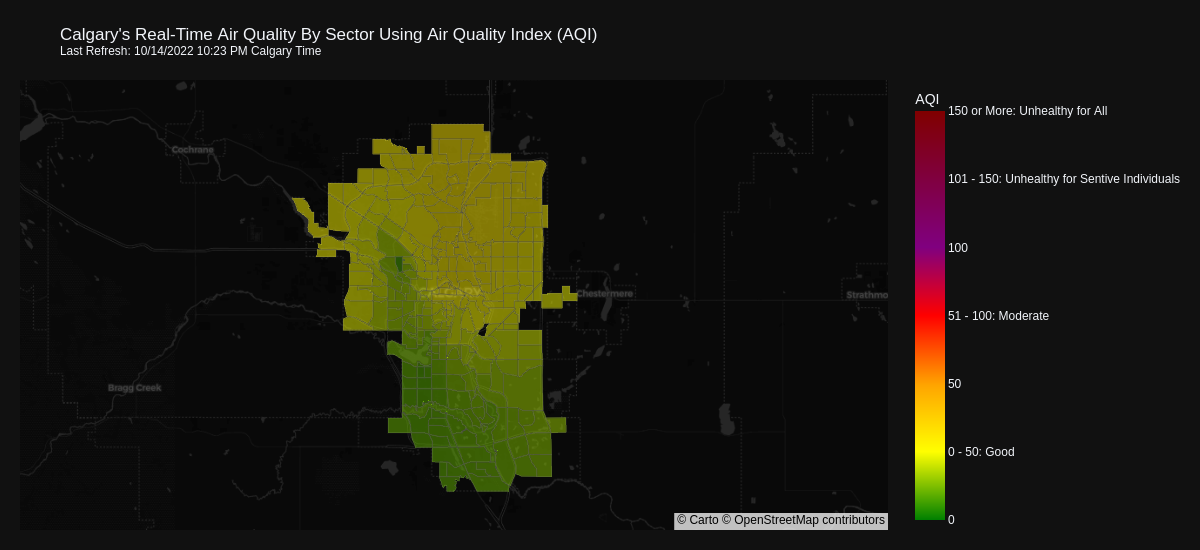 Calgary's Real-Time Air Quality By Sector Using Air Quality Index (AQI)
Last Refresh: 10/14/2022 10:23 PM Calgary Time
AQI
150 or More: Unhealthy for All
Cochrane
101 - 150: Unhealthy for Sentive Individuals
100
Chestermere
Strathmo
51 - 100: Moderate
50
Bragg Creek
0 - 50: Good
0
© Carto © OpenStreetMap contributors